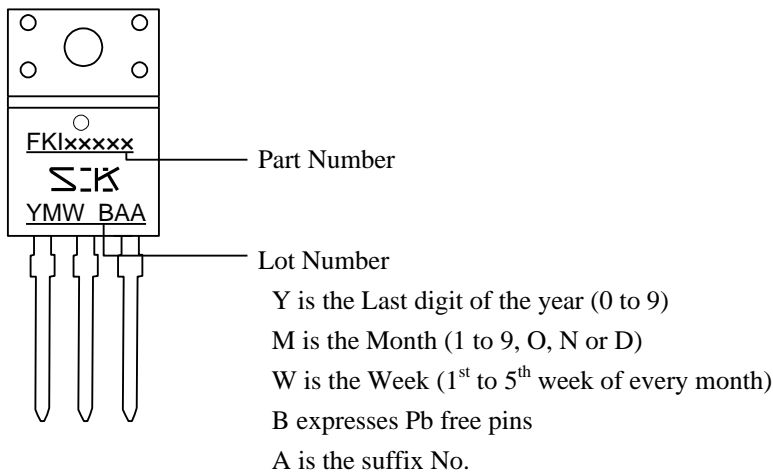 FKI×××××
Part Number
SK
YMW BAA
Lot Number
Y is the Last digit of the year (0 to 9)
M is the Month (1 to 9, O, N or D)
W is the Week (1st to 5th week of every month)
B expresses Pb free pins
A is the suffix No.